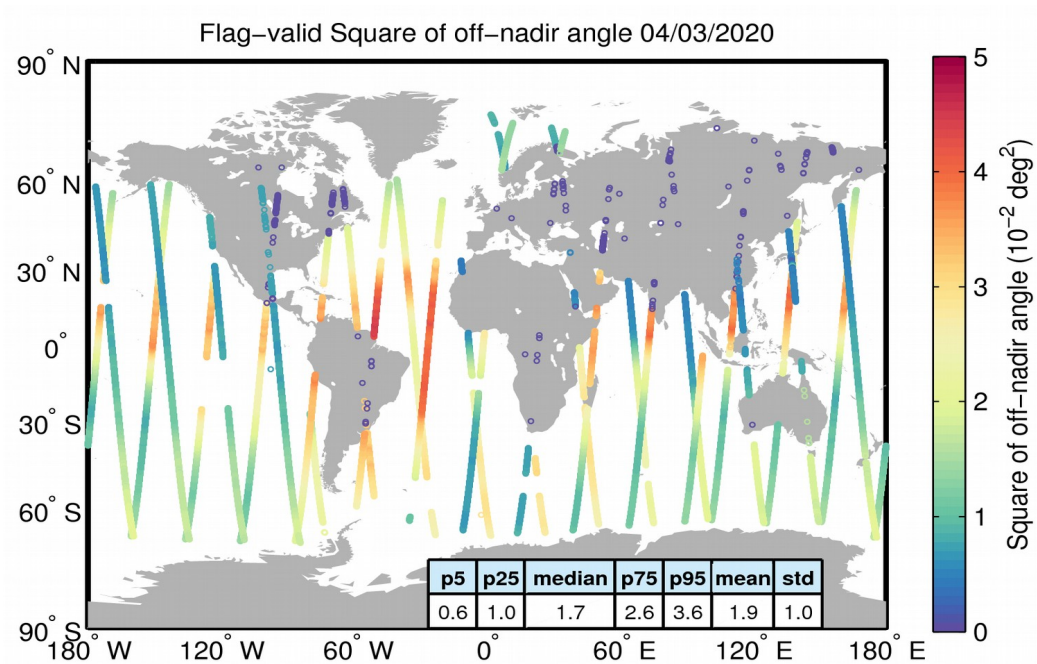 Flag−valid Square of off−nadir angle 04/03/2020
90° N
60° N
30° N
0°
30° S
60° S
90° S
180° W
120° W
60° W
0°
60° E
120° E
180° E
p5 p25 median p75 p95 mean std
0.6 1.0 1.7 2.6 3.6 1.9 1.0
5
4
3
2
1
0
Square of off−nadir angle (10⁻² deg²)